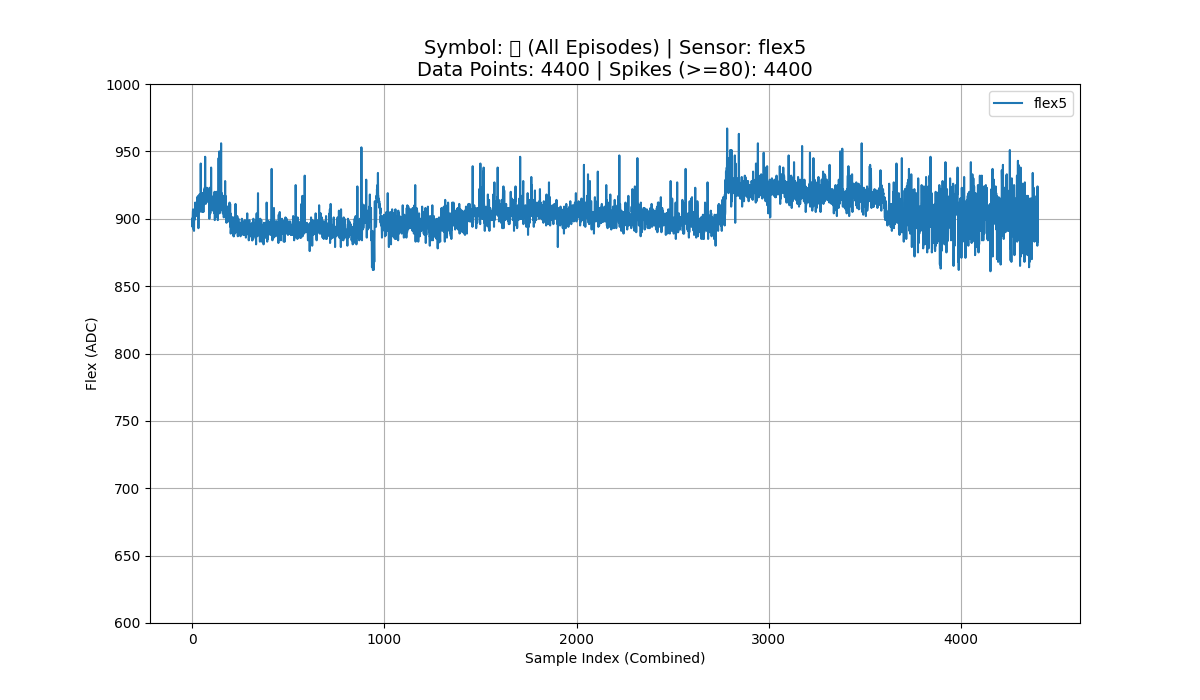 Symbol: (All Episodes) | Sensor: flex5
Data Points: 4400 | Spikes (>=80): 4400
flex5
1000
950
900
850
800
750
700
650
600
Flex (ADC)
0 1000 2000 3000 4000
Sample Index (Combined)